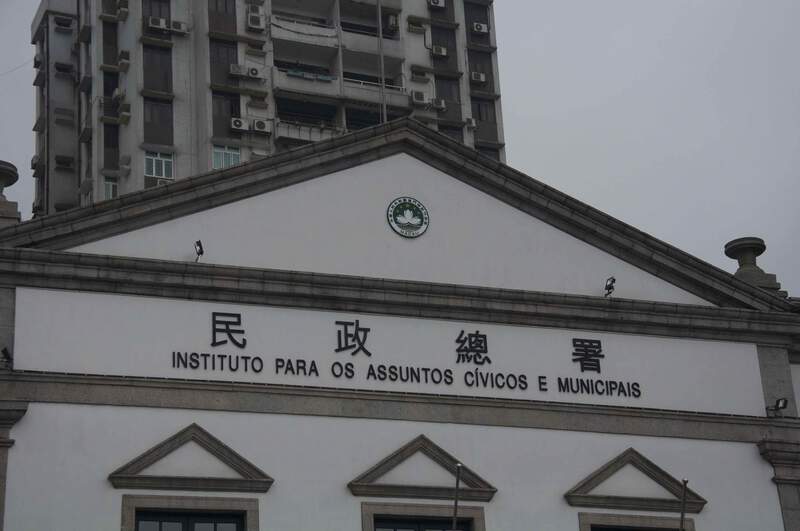 民政總署
INSTITUTO PARA OS ASSUNTOS CÍVICOS E MUNICIPAIS